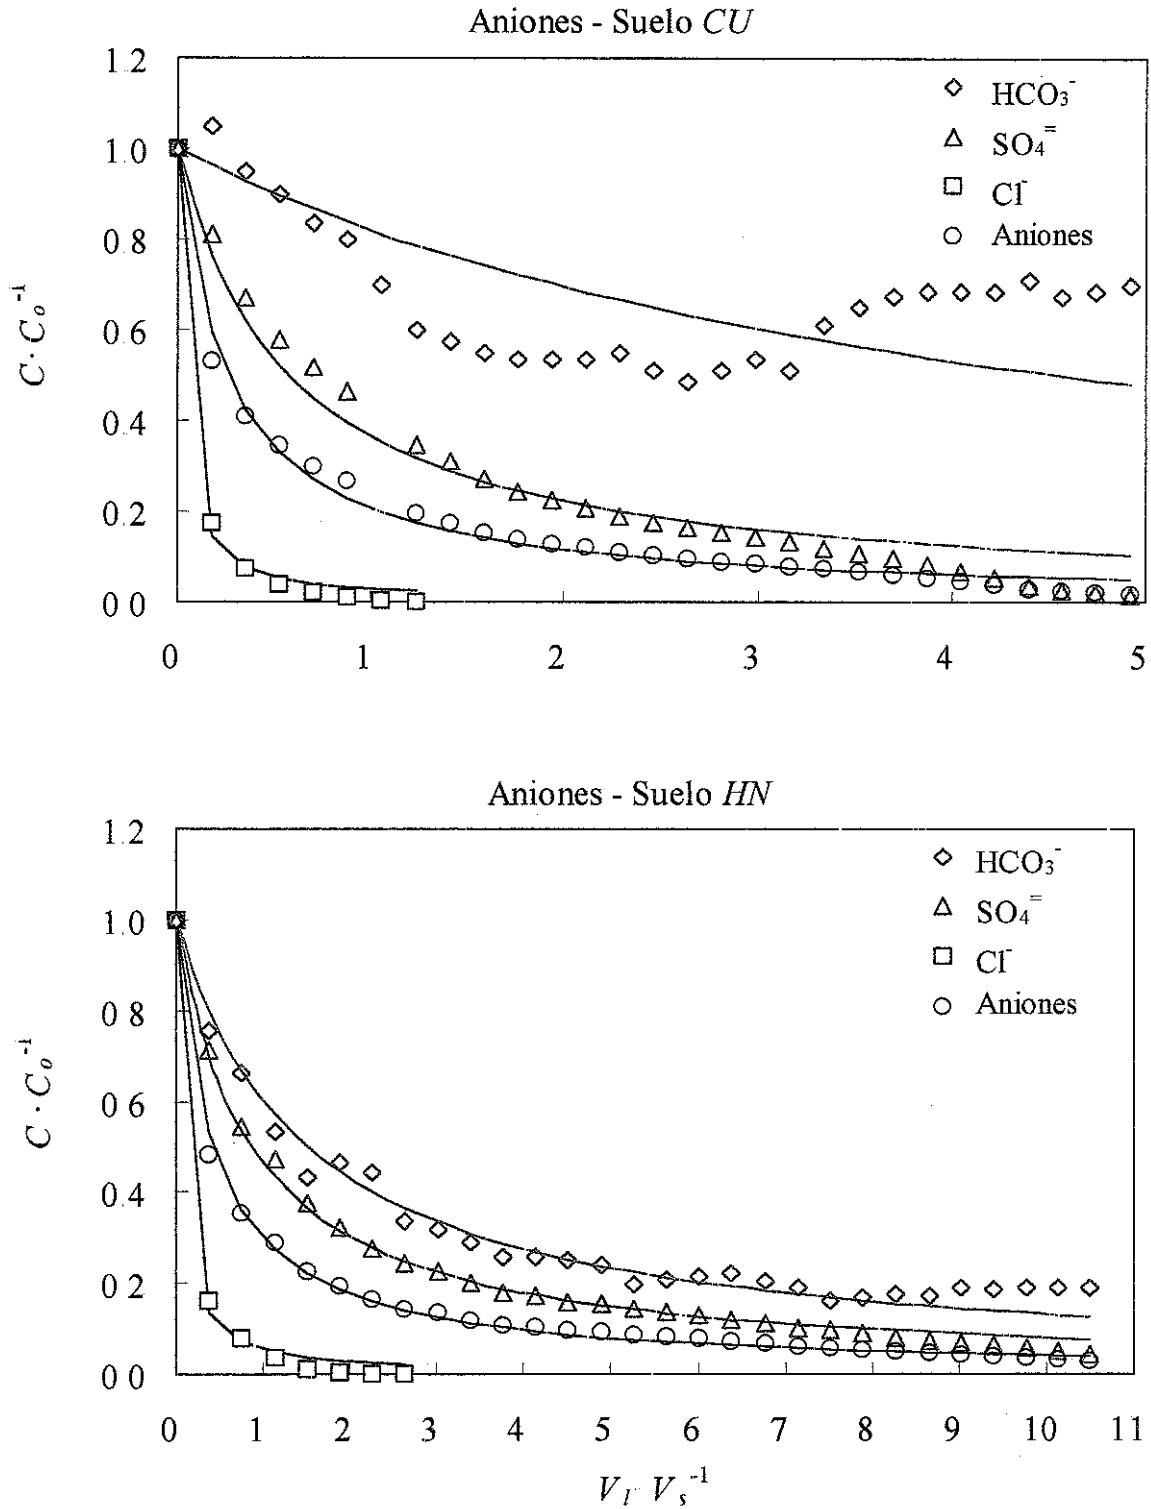 Aniones - Suelo CU
1.2
1.0
0.8
0.6
0.4
0.2
0.0
C · Cₒ⁻¹
HCO₃⁻
SO₄⁼
Cl⁻
Aniones
0 1 2 3 4 5
Aniones - Suelo HN
1.2
1.0
0.8
0.6
0.4
0.2
0.0
C · Cₒ⁻¹
HCO₃⁻
SO₄⁼
Cl⁻
Aniones
0 1 2 3 4 5 6 7 8 9 10 11
Vₗ · Vₛ⁻¹